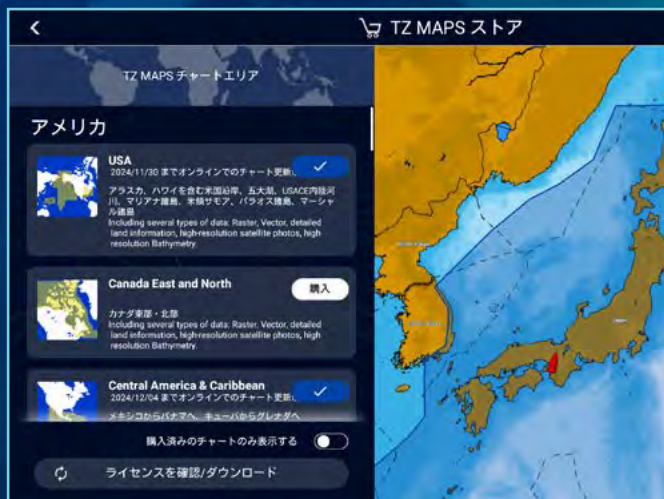 TZ MAPS ストア
TZ MAPS チャートエリア
アメリカ
USA
2024/11/30 までオンラインでのチャート更新
アラスカ、ハワイを含む米国沿岸、五大湖、USACE内陸河
川、マリアナ諸島、米領サモア、パラオス諸島、マーシャ
ル諸島
Including several types of data: Raster, Vector, detailed
land information, high-resolution satellite photos, high
resolution Bathymetry.
Canada East and North
購入
カナダ東部・北部
Including several types of data: Raster, Vector, detailed
land information, high-resolution satellite photos, high
resolution Bathymetry.
Central America & Caribbean
2024/12/04 までオンラインでのチャート更新
メキシコからパナマへ、キューバからグレナダへ
購入済みのチャートのみ表示する
ライセンスを確認/ダウンロード